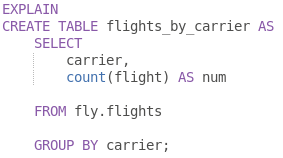 EXPLAIN
CREATE TABLE flights_by_carrier AS
    SELECT
        carrier,
        count(flight) AS num

    FROM fly.flights

    GROUP BY carrier;